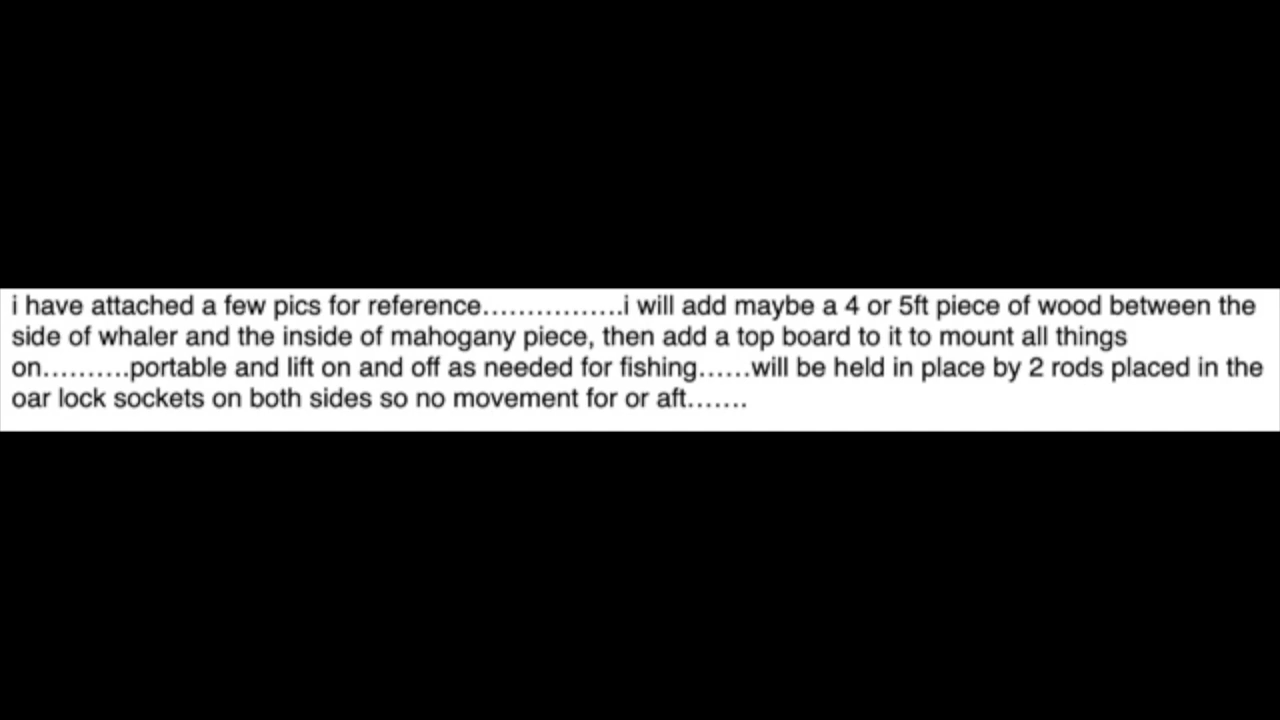 i have attached a few pics for reference…………….i will add maybe a 4 or 5ft piece of wood between the
side of whaler and the inside of mahogany piece, then add a top board to it to mount all things
on……….portable and lift on and off as needed for fishing……will be held in place by 2 rods placed in the
oar lock sockets on both sides so no movement for or aft…….